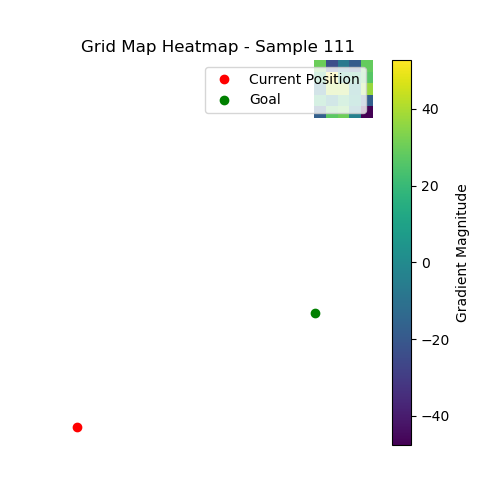 Grid Map Heatmap - Sample 111
Current Position
Goal
40
20
0
−20
−40
Gradient Magnitude